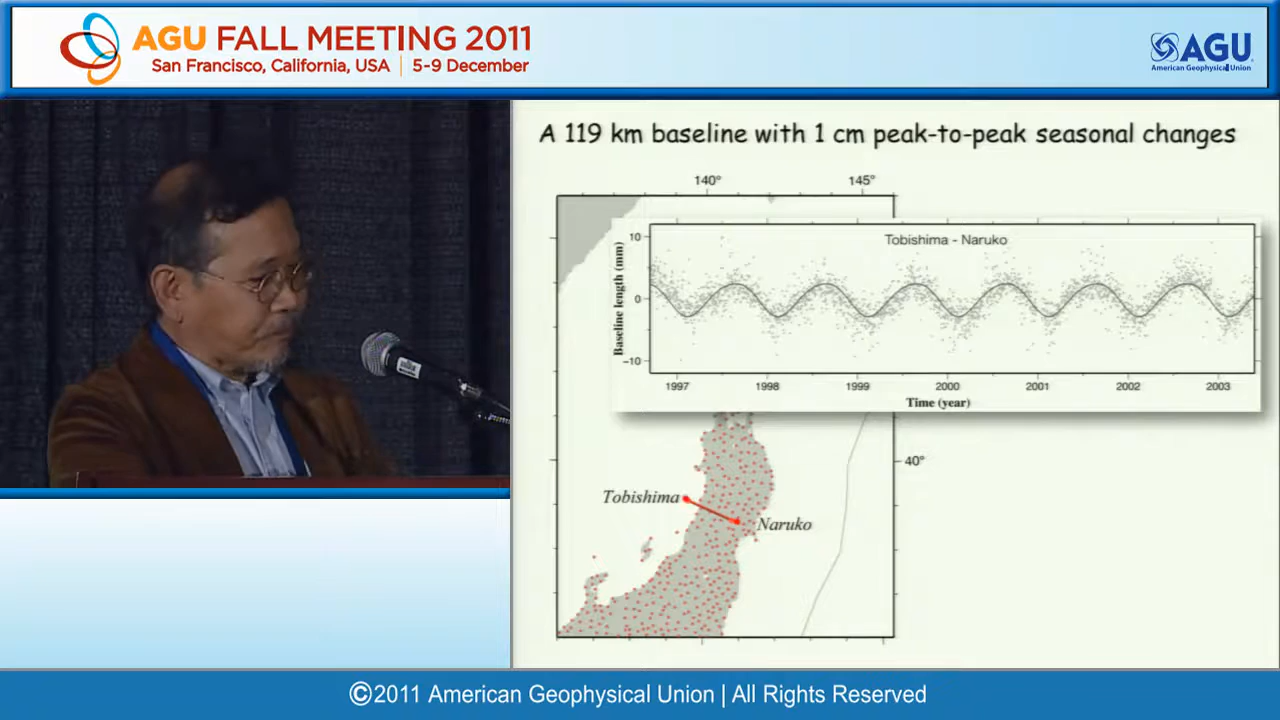 AGU FALL MEETING 2011
San Francisco, California, USA | 5-9 December
AGU
American Geophysical Union
A 119 km baseline with 1 cm peak-to-peak seasonal changes
140° 145°
Tobishima - Naruko
10
0
-10
Baseline length (mm)
1997 1998 1999 2000 2001 2002 2003
Time (year)
40°
Tobishima
Naruko
©2011 American Geophysical Union | All Rights Reserved